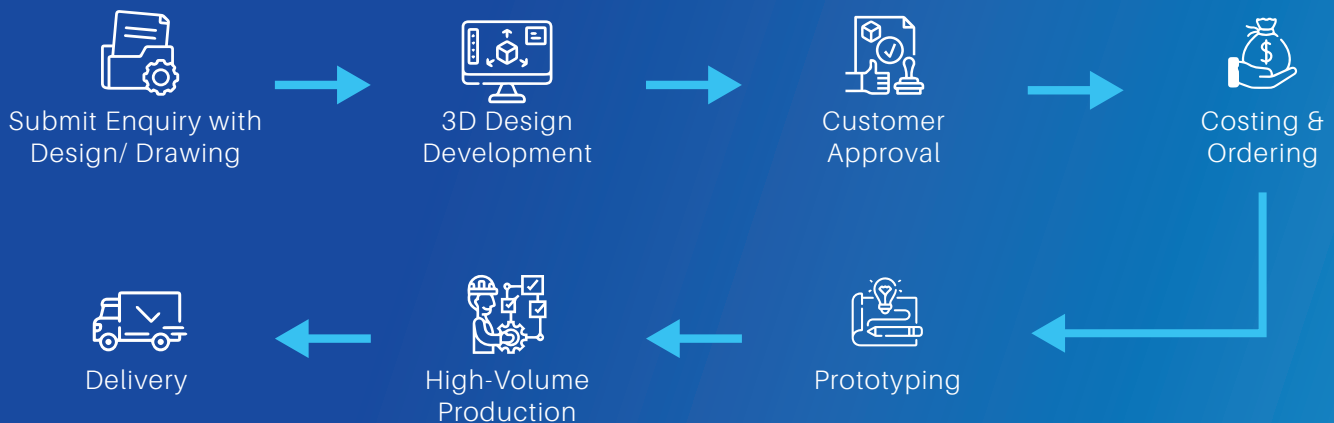 Submit Enquiry with
Design/ Drawing
3D Design
Development
Customer
Approval
$
Costing &
Ordering
Prototyping
High-Volume
Production
Delivery